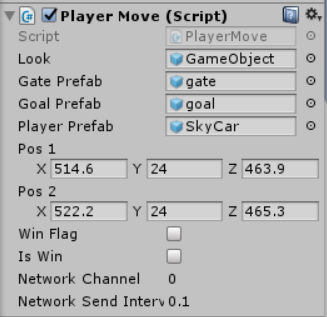 Player Move (Script)
Script PlayerMove
Look GameObject
Gate Prefab gate
Goal Prefab goal
Player Prefab SkyCar
Pos 1
X 514.6 Y 24 Z 463.9
Pos 2
X 522.2 Y 24 Z 465.3
Win Flag
Is Win
Network Channel 0
Network Send Interv 0.1